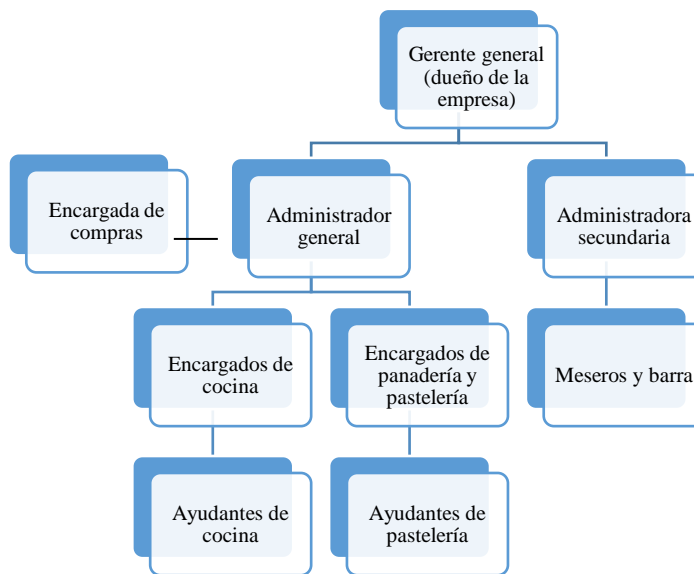 Gerente general
(dueño de la
empresa)
Encargada de
compras
Administrador
general
Administradora
secundaria
Encargados de
cocina
Encargados de
panadería y
pastelería
Meseros y barra
Ayudantes de
cocina
Ayudantes de
pastelería